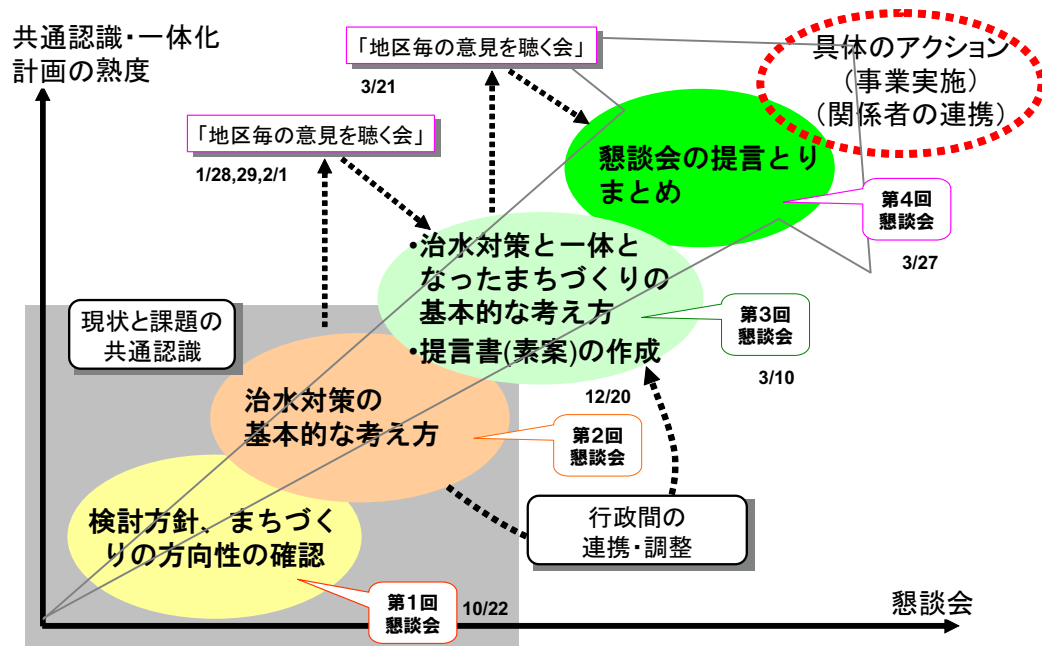 共通認識・一体化
計画の熟度
「地区毎の意見を聴く会」
3/21
具体のアクション
（事業実施）
（関係者の連携）
「地区毎の意見を聴く会」
1/28,29,2/1
懇談会の提言とり
まとめ
第4回
懇談会
3/27
・治水対策と一体と
なったまちづくりの
基本的な考え方
・提言書(素案)の作成
第3回
懇談会
3/10
現状と課題の
共通認識
治水対策の
基本的な考え方
12/20
第2回
懇談会
行政間の
連携・調整
検討方針、まちづく
りの方向性の確認
第1回
懇談会
10/22
懇談会